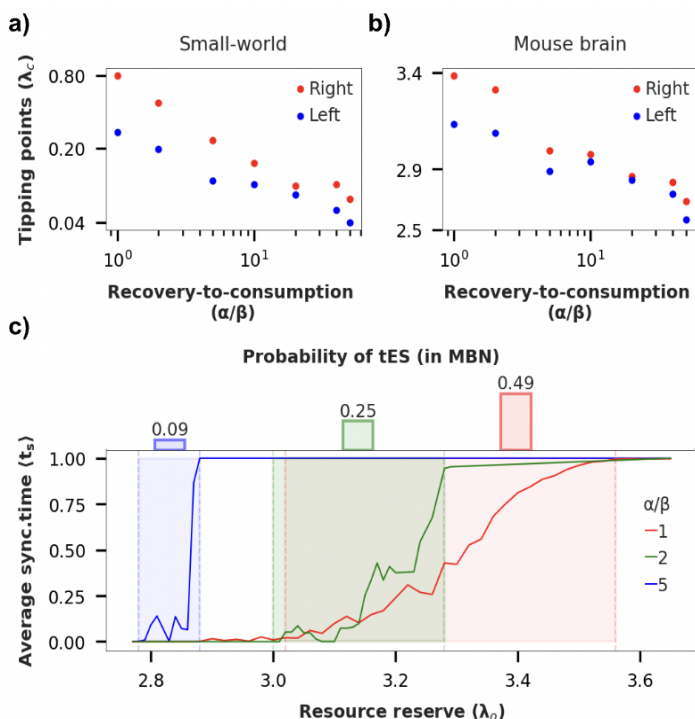 a)
Small-world
Tipping points (λc)
0.80
0.20
0.04
Right
Left
10⁰
10¹
Recovery-to-consumption
(α/β)
b)
Mouse brain
3.4
2.9
2.5
Right
Left
10⁰
10¹
Recovery-to-consumption
(α/β)
c)
Probability of tES (in MBN)
0.09
0.25
0.49
Average sync.time ⟨tₛ⟩
1.00
0.75
0.50
0.25
0.00
α/β
1
2
5
2.8
3.0
3.2
3.4
3.6
Resource reserve (λₒ)